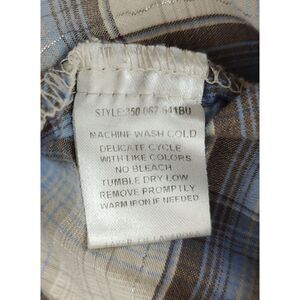 STYLE:350 067-641BU
MACHINE WASH COLD
DELICATE CYCLE
WITH LIKE COLORS
NO BLEACH
TUMBLE DRY LOW
REMOVE PROMPTLY
WARM IRON IF NEEDED